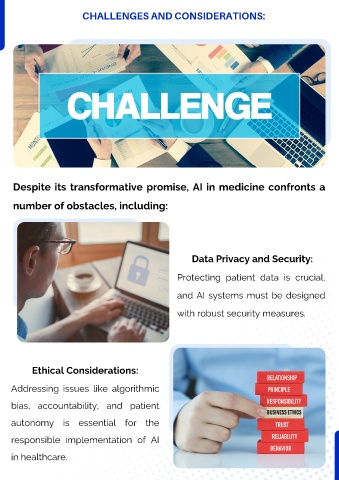 CHALLENGES AND CONSIDERATIONS:
CHALLENGE
Despite its transformative promise, AI in medicine confronts a
number of obstacles, including:
Data Privacy and Security:
Protecting patient data is crucial,
and AI systems must be designed
with robust security measures.
Ethical Considerations:
Addressing issues like algorithmic
bias, accountability, and patient
autonomy is essential for the
responsible implementation of AI
in healthcare.
RELATIONSHIP
PRINCIPLE
RESPONSIBILITY
BUSINESS ETHICS
TRUST
RELIABILITY
BEHAVIOR